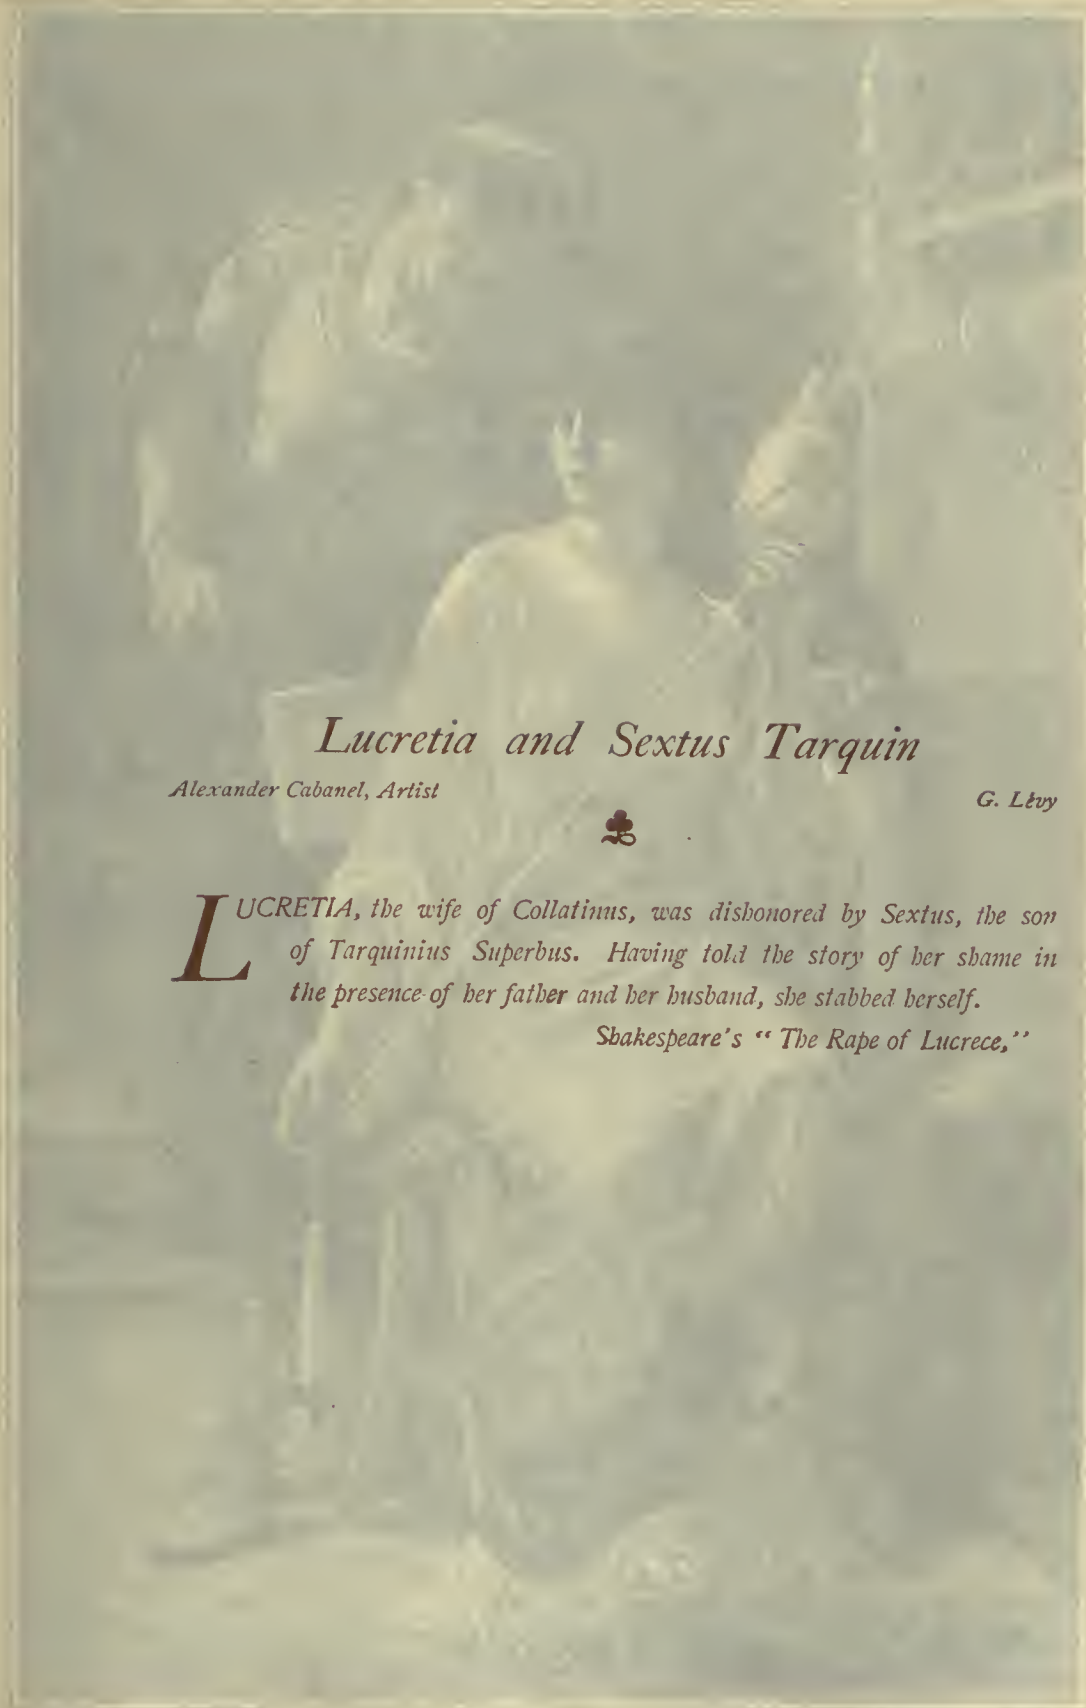 Lucretia and Sextus Tarquin
Alexander Cabanel, Artist G. Lèvy
LUCRETIA, the wife of Collatinus, was dishonored by Sextus, the son
of Tarquinius Superbus. Having told the story of her shame in
the presence of her father and her husband, she stabbed herself.
Shakespeare's “ The Rape of Lucrece,”